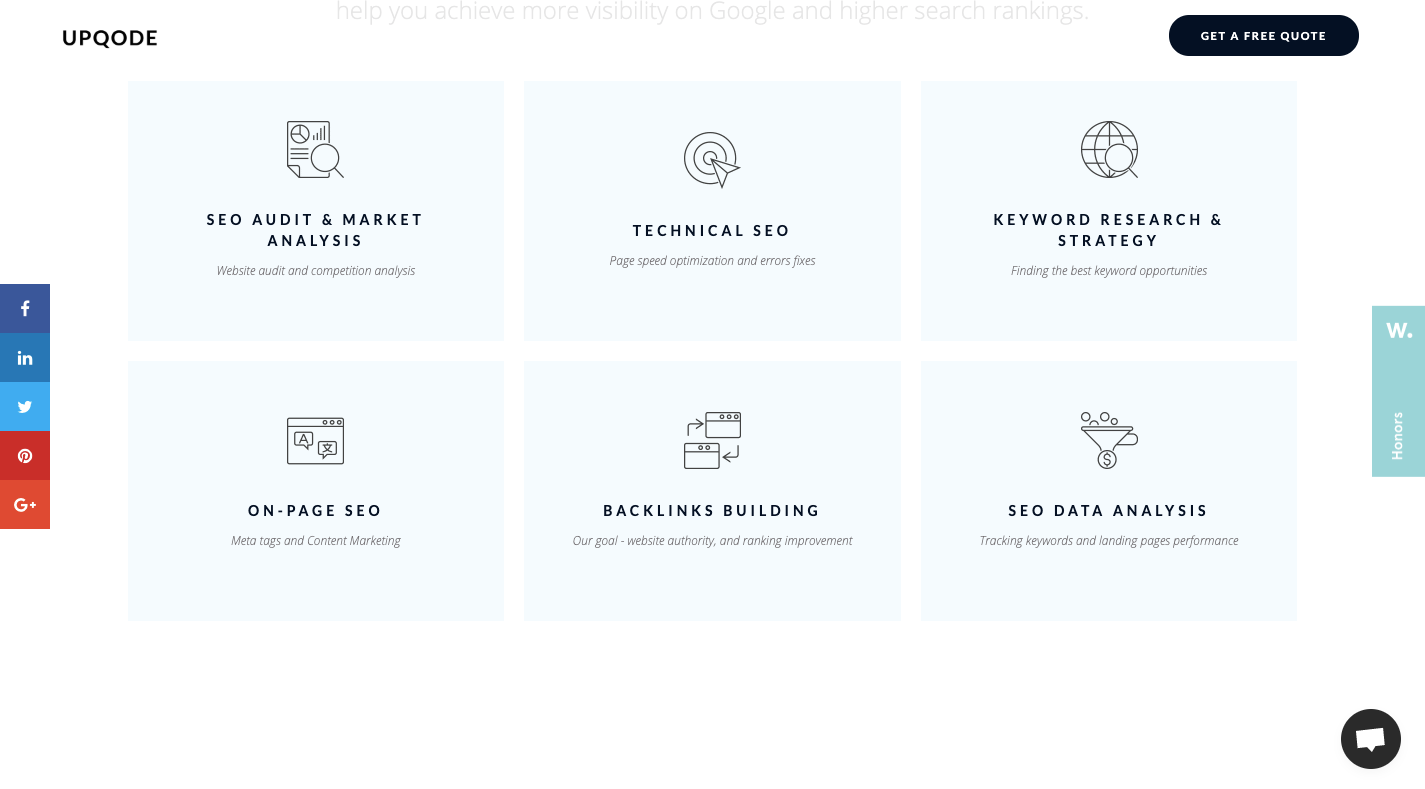 help you achieve more visibility on Google and higher search rankings.
UPQODE
GET A FREE QUOTE
SEO AUDIT & MARKET
ANALYSIS
Website audit and competition analysis
TECHNICAL SEO
Page speed optimization and errors fixes
KEYWORD RESEARCH &
STRATEGY
Finding the best keyword opportunities
W.
Honors
ON-PAGE SEO
Meta tags and Content Marketing
BACKLINKS BUILDING
Our goal - website authority, and ranking improvement
SEO DATA ANALYSIS
Tracking keywords and landing pages performance